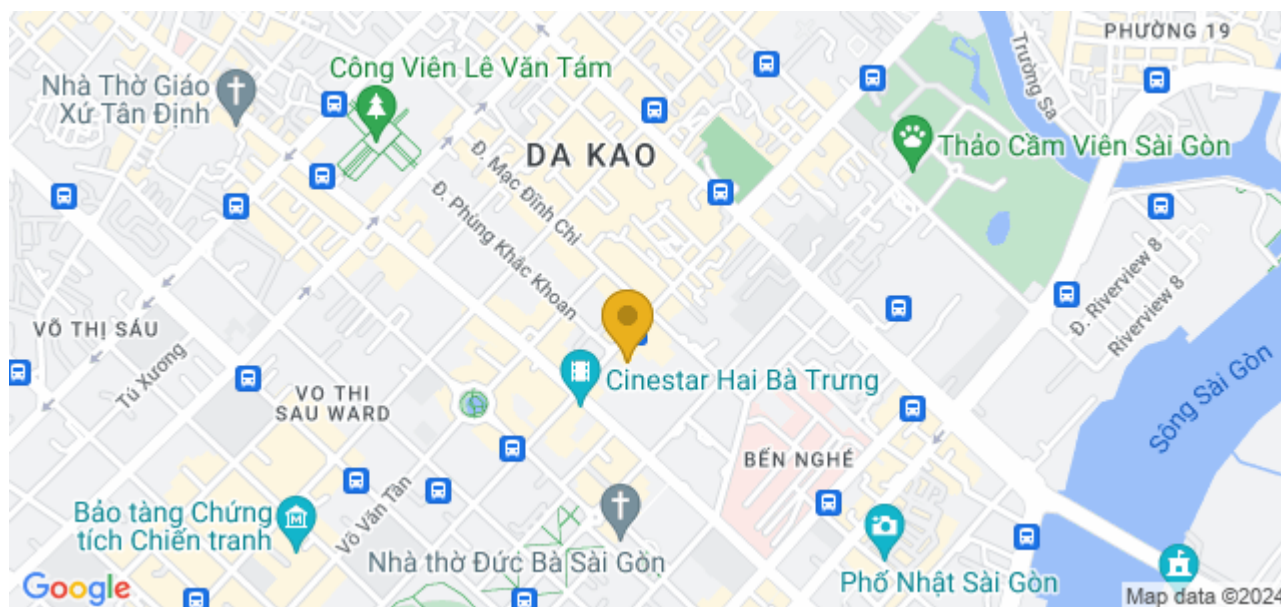 PHƯỜNG 19
Công Viên Lê Văn Tám
Trường Sa
Nhà Thờ Giáo
Xứ Tân Định
DA KAO
Thảo Cầm Viên Sài Gòn
Đ. Mạc Đĩnh Chi
Đ. Phùng Khắc Khoan
Đ. Riverview 8
Riverview 8
VÕ THỊ SÁU
Tú Xương
VO THI
SAU WARD
Cinestar Hai Bà Trưng
Sông Sài Gòn
BẾN NGHÉ
Võ Văn Tần
Bảo tàng Chứng
tích Chiến tranh
Nhà thờ Đức Bà Sài Gòn
Phố Nhật Sài Gòn
Google
Map data ©2024